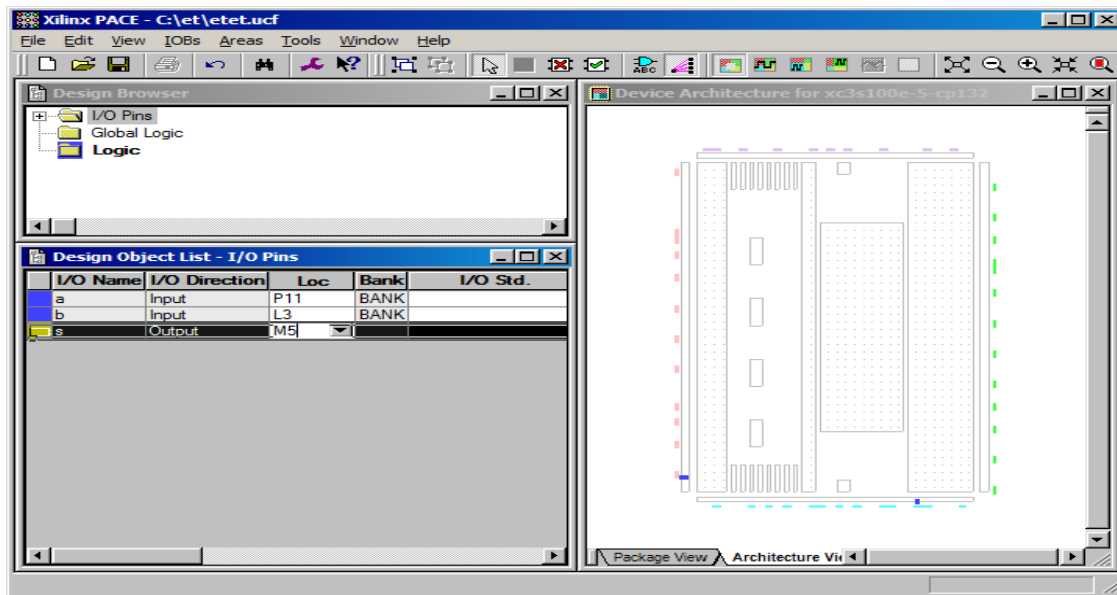 Xilinx PACE - C:\et\etet.ucf
File Edit View IOBs Areas Tools Window Help
ABC
Design Browser
I/O Pins
Global Logic
Logic
Design Object List - I/O Pins
I/O Name I/O Direction Loc Bank I/O Std.
a Input P11 BANK
b Input L3 BANK
s Output M5
Device Architecture for xc3s100e-5-cp132
Package View Architecture Vi